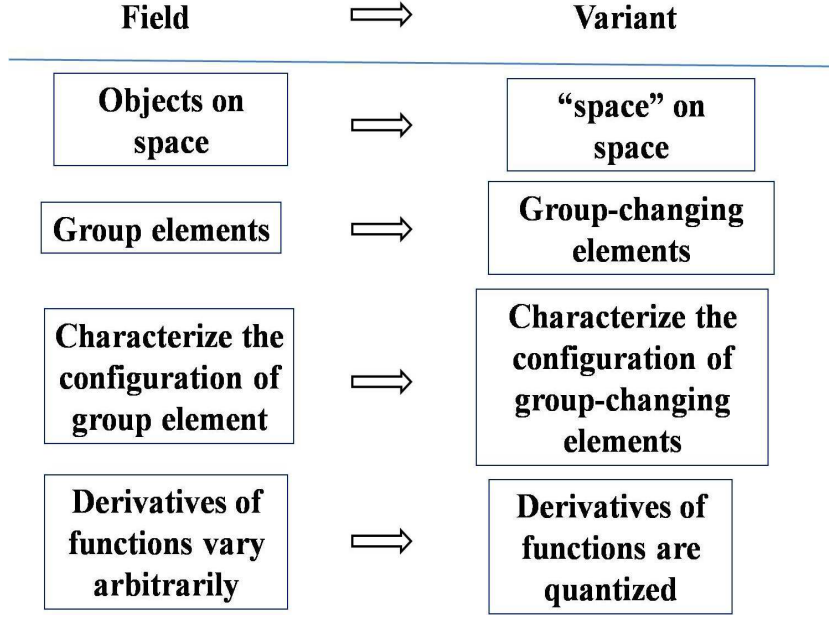 Field
Variant
Objects on
space
“space” on
space
Group elements
Group-changing
elements
Characterize the
configuration of
group element
Characterize the
configuration of
group-changing
elements
Derivatives of
functions vary
arbitrarily
Derivatives of
functions are
quantized